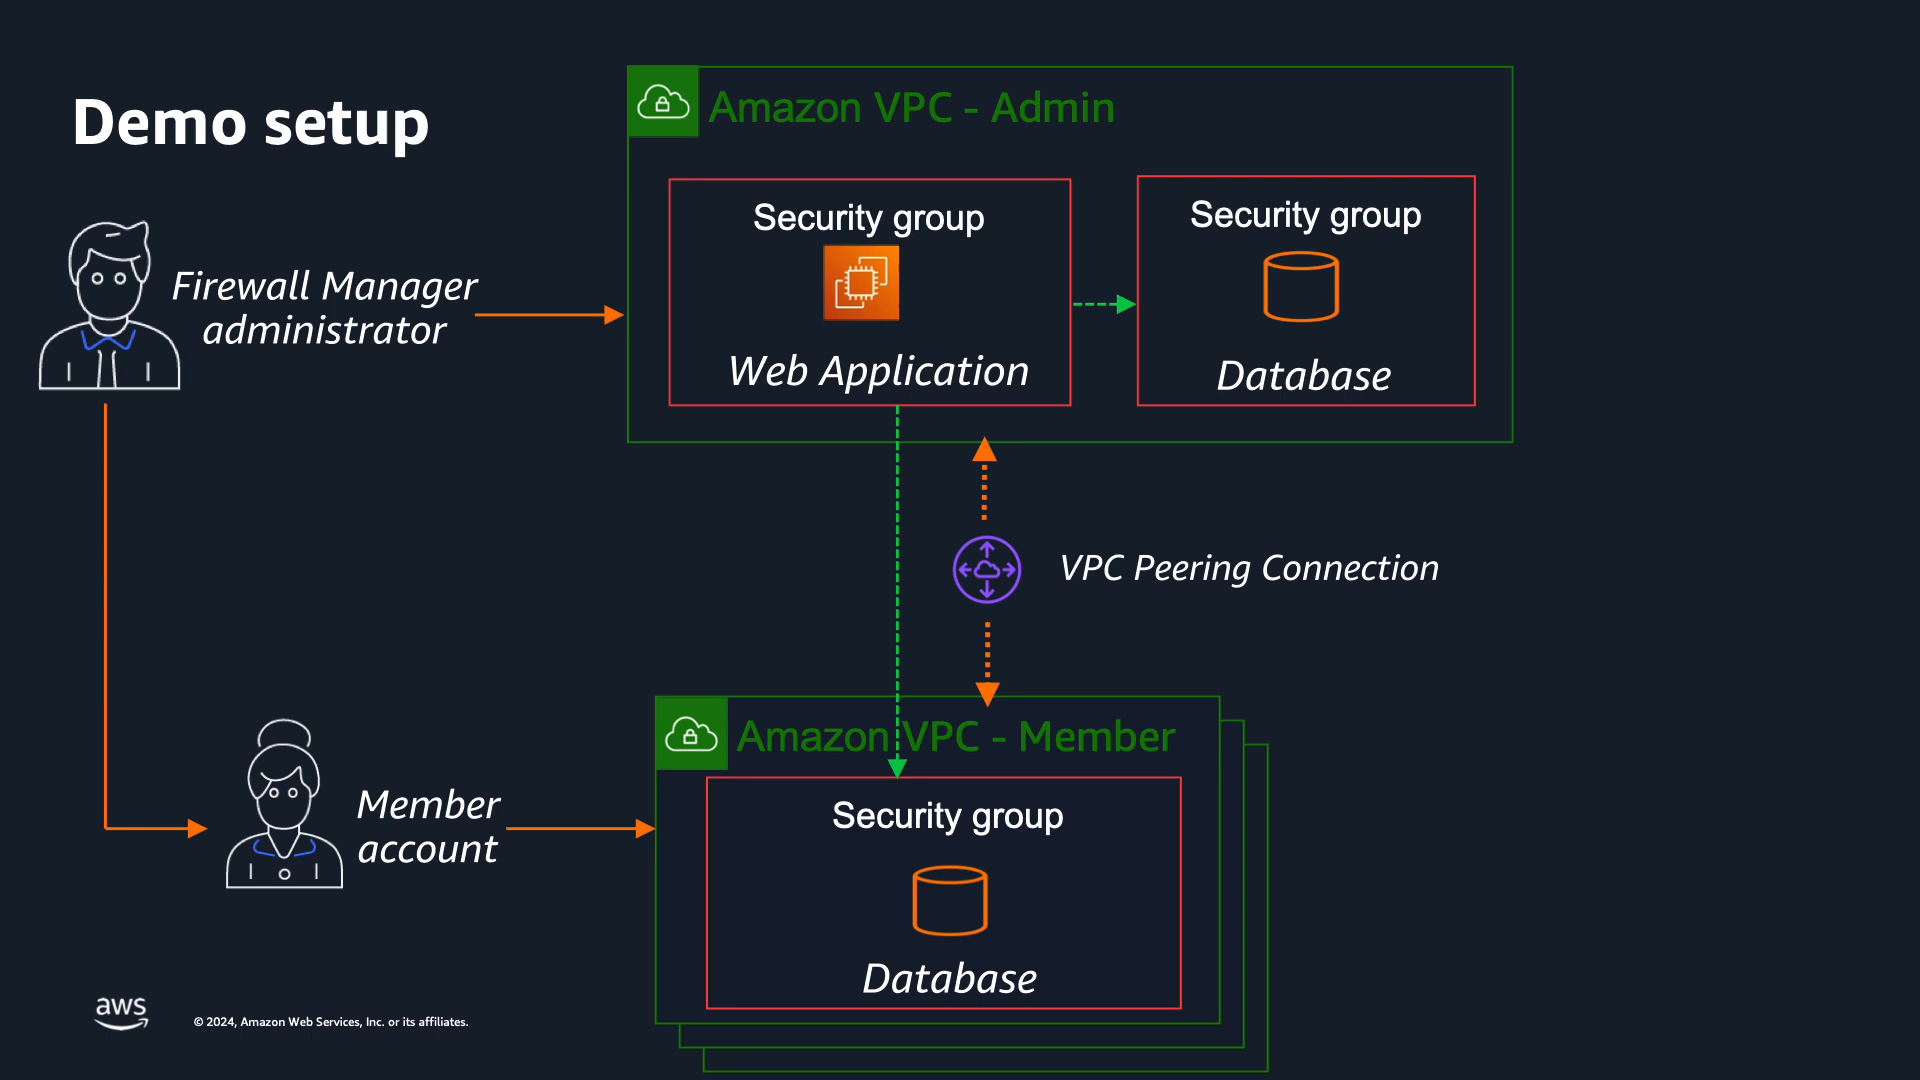 Demo setup
Amazon VPC - Admin
Security group
Web Application
Security group
Database
Firewall Manager
administrator
VPC Peering Connection
Amazon VPC - Member
Member
account
Security group
Database
aws
© 2024, Amazon Web Services, Inc. or its affiliates.